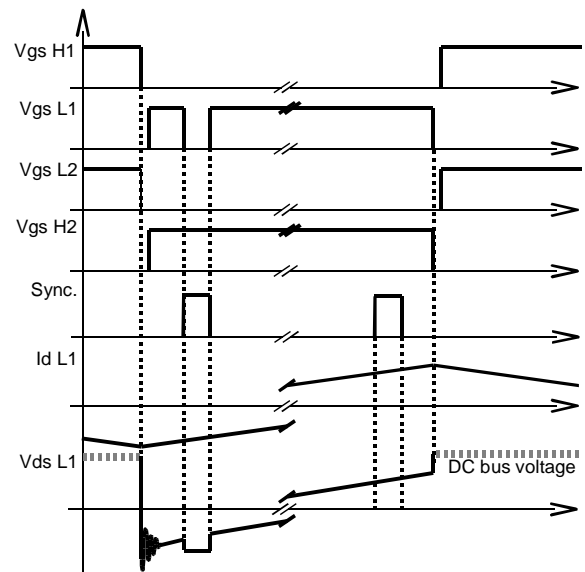 Vgs H1
Vgs L1
Vgs L2
Vgs H2
Sync.
Id L1
Vds L1
DC bus voltage